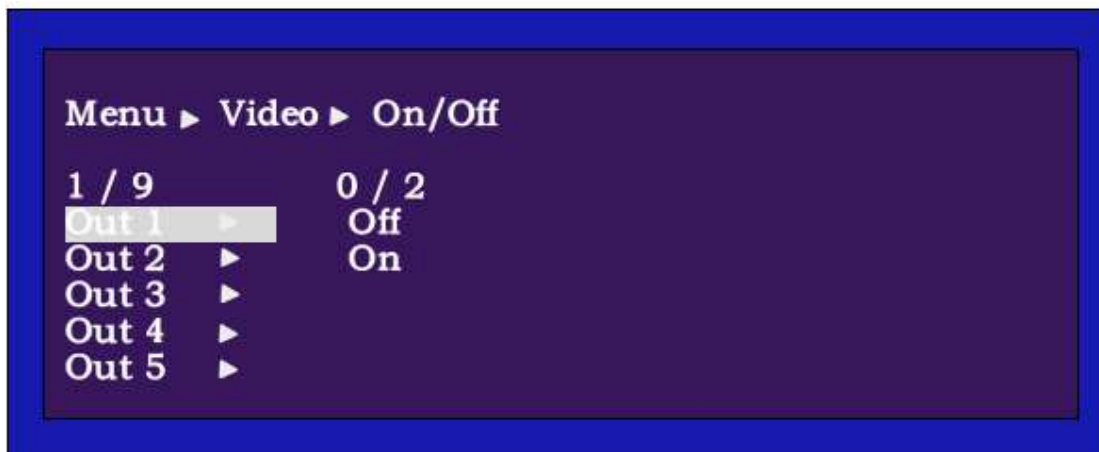 Menu ▶ Video ▶ On/Off
1 / 9 0 / 2
Out 1 ▶ Off
Out 2 ▶ On
Out 3 ▶
Out 4 ▶
Out 5 ▶